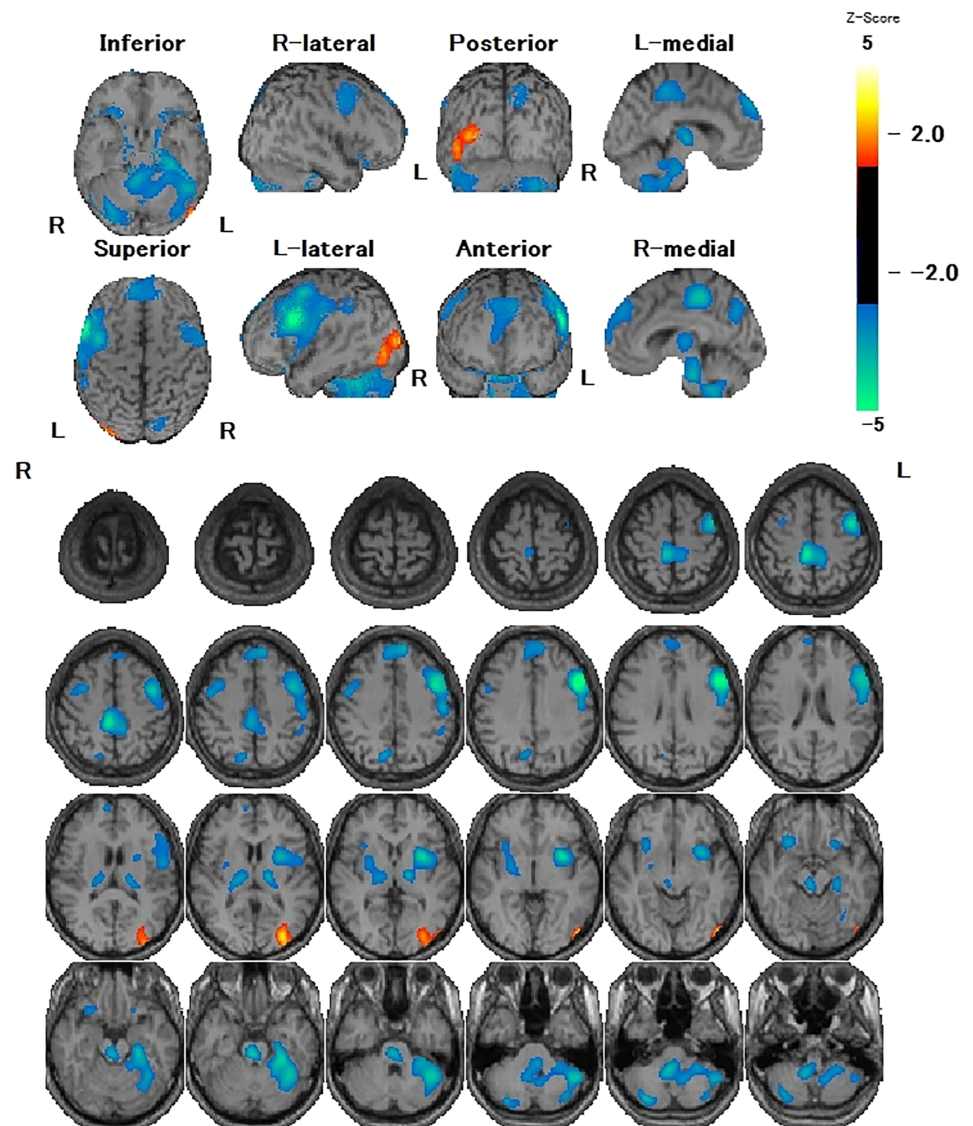 Z-Score
5
Inferior R-lateral Posterior L-medial
2.0
L R
R L
-2.0
Superior L-lateral Anterior R-medial
R L
-5
L R
R L